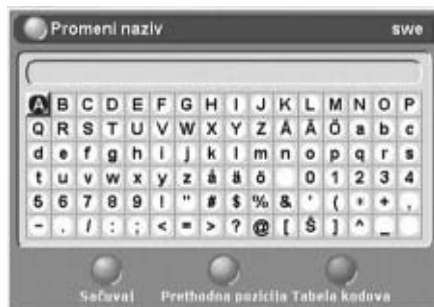 Promeni naziv swe
A B C D E F G H I J K L M N O P
Q R S T U V W X Y Z Å Ä Ö a b c
d e f g h i j k l m n o p q r s
t u v w x y z å ä ö 0 1 2 3 4
5 6 7 8 9 ! " # $ % & ' ( * + ,
- . / : ; < = > ? @ [ Š ] ^ _
Sačuvaj Prethodna pozicija Tabela kodova